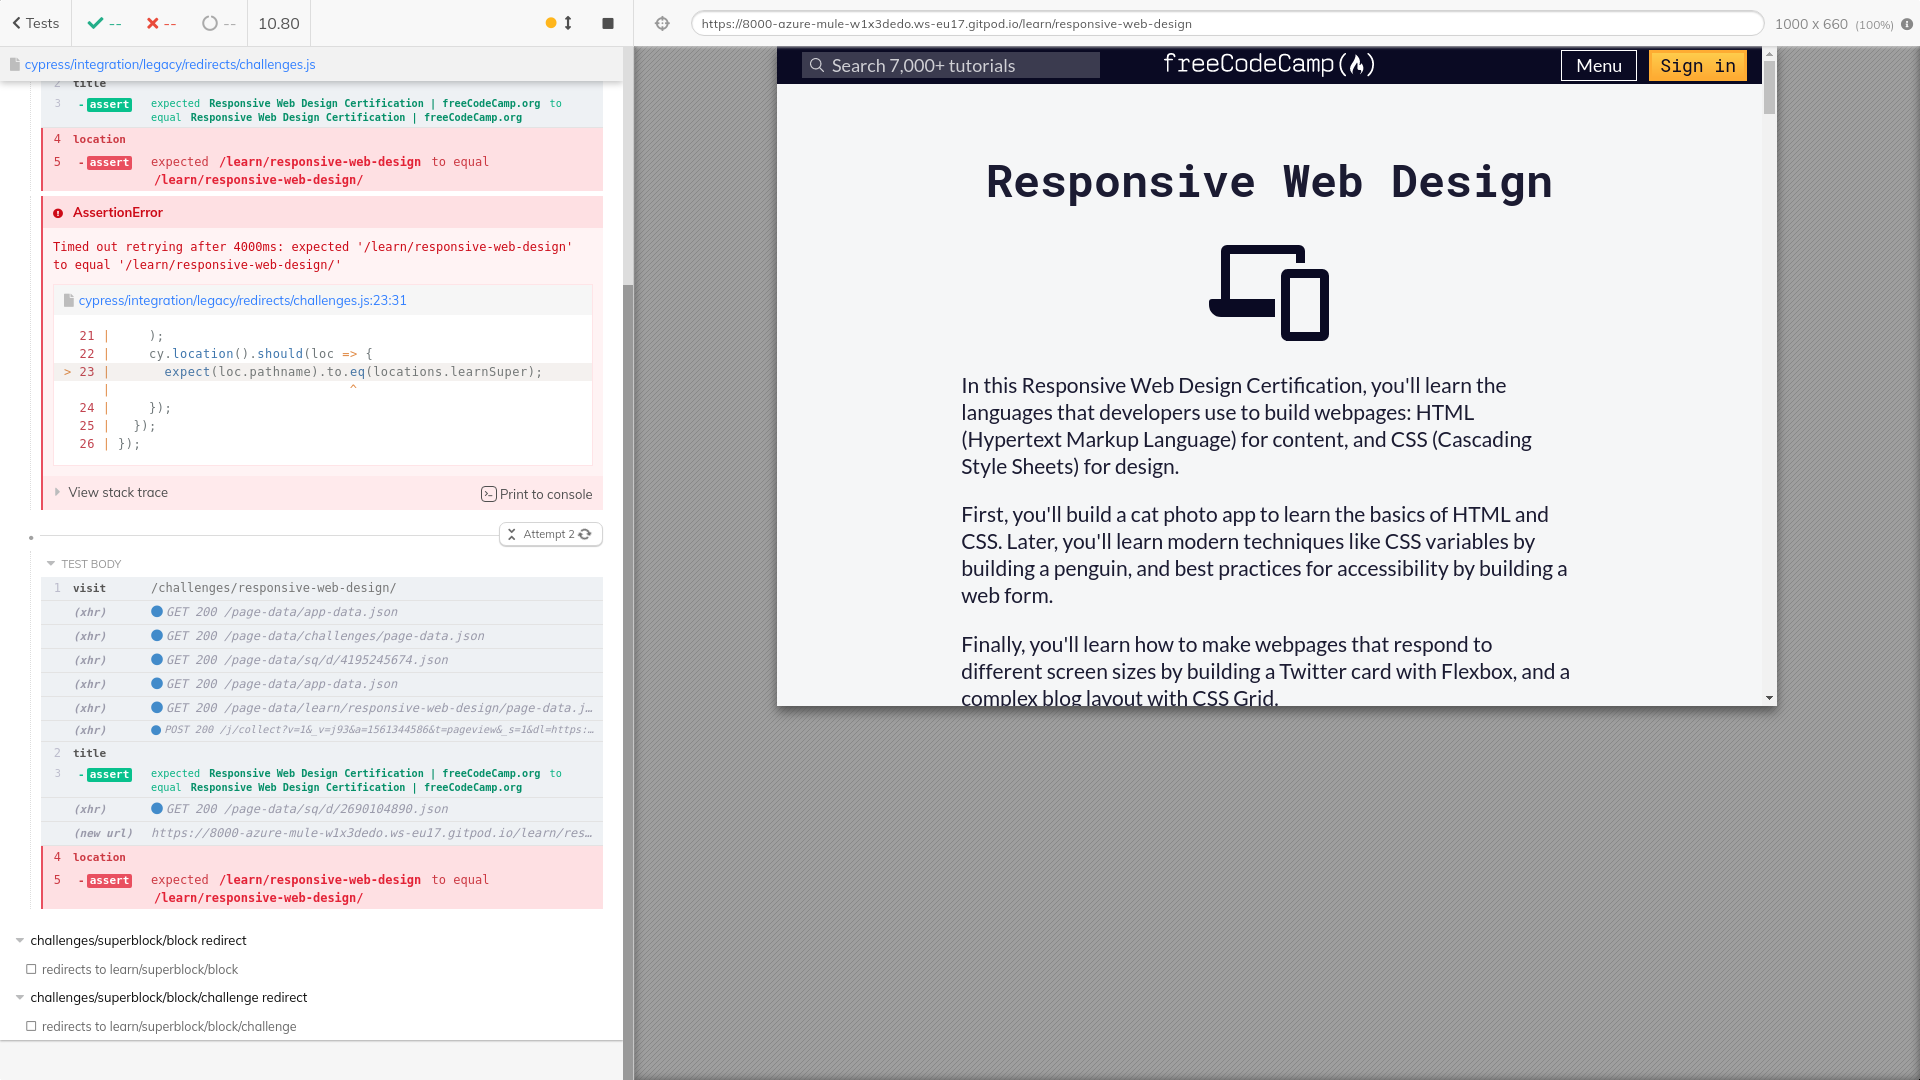 Tests
--
--
--
10.80
https://8000-azure-mule-w1x3dedo.ws-eu17.gitpod.io/learn/responsive-web-design
1000 x 660 (100%)
cypress/integration/legacy/redirects/challenges.js
2 title
3 - assert expected Responsive Web Design Certification | freeCodeCamp.org to
equal Responsive Web Design Certification | freeCodeCamp.org
4 location
5 - assert expected /learn/responsive-web-design to equal
/learn/responsive-web-design/
AssertionError
Timed out retrying after 4000ms: expected '/learn/responsive-web-design'
to equal '/learn/responsive-web-design/'
cypress/integration/legacy/redirects/challenges.js:23:31
21 | );
22 | cy.location().should(loc => {
> 23 | expect(loc.pathname).to.eq(locations.learnSuper);
| ^
24 | });
25 | });
26 | });
View stack trace
Print to console
Attempt 2
TEST BODY
1 visit /challenges/responsive-web-design/
(xhr) GET 200 /page-data/app-data.json
(xhr) GET 200 /page-data/challenges/page-data.json
(xhr) GET 200 /page-data/sq/d/4195245674.json
(xhr) GET 200 /page-data/app-data.json
(xhr) GET 200 /page-data/learn/responsive-web-design/page-data.j…
(xhr) POST 200 /j/collect?v=1&_v=j93&a=1561344586&t=pageview&_s=1&dl=https:…
2 title
3 - assert expected Responsive Web Design Certification | freeCodeCamp.org to
equal Responsive Web Design Certification | freeCodeCamp.org
(xhr) GET 200 /page-data/sq/d/2690104890.json
(new url) https://8000-azure-mule-w1x3dedo.ws-eu17.gitpod.io/learn/res…
4 location
5 - assert expected /learn/responsive-web-design to equal
/learn/responsive-web-design/
challenges/superblock/block redirect
redirects to learn/superblock/block
challenges/superblock/block/challenge redirect
redirects to learn/superblock/block/challenge
Search 7,000+ tutorials
freeCodeCamp
Menu
Sign in
Responsive Web Design
In this Responsive Web Design Certification, you'll learn the
languages that developers use to build webpages: HTML
(Hypertext Markup Language) for content, and CSS (Cascading
Style Sheets) for design.
First, you'll build a cat photo app to learn the basics of HTML and
CSS. Later, you'll learn modern techniques like CSS variables by
building a penguin, and best practices for accessibility by building a
web form.
Finally, you'll learn how to make webpages that respond to
different screen sizes by building a Twitter card with Flexbox, and a
complex blog layout with CSS Grid.